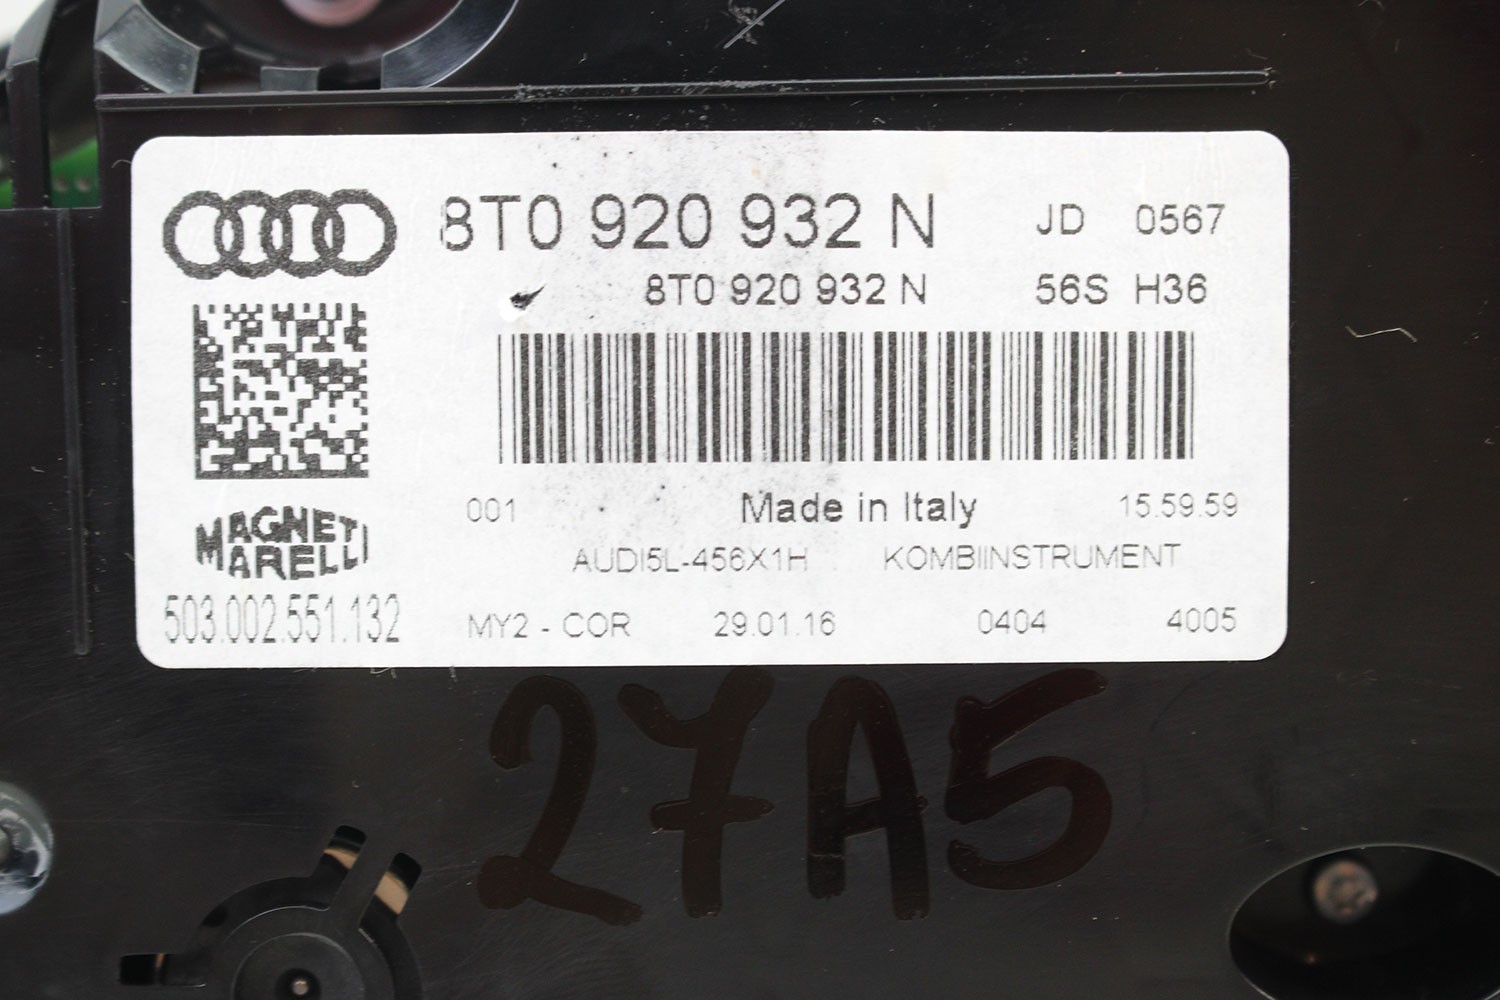 8T0 920 932 N JD 0567
8T0 920 932 N 56S H36
001 Made in Italy 15.59.59
MAGNETI
MARELLI
AUDI5L-456X1H KOMBIINSTRUMENT
503.002.551.132
MY2 - COR 29.01.16 0404 4005
27A5